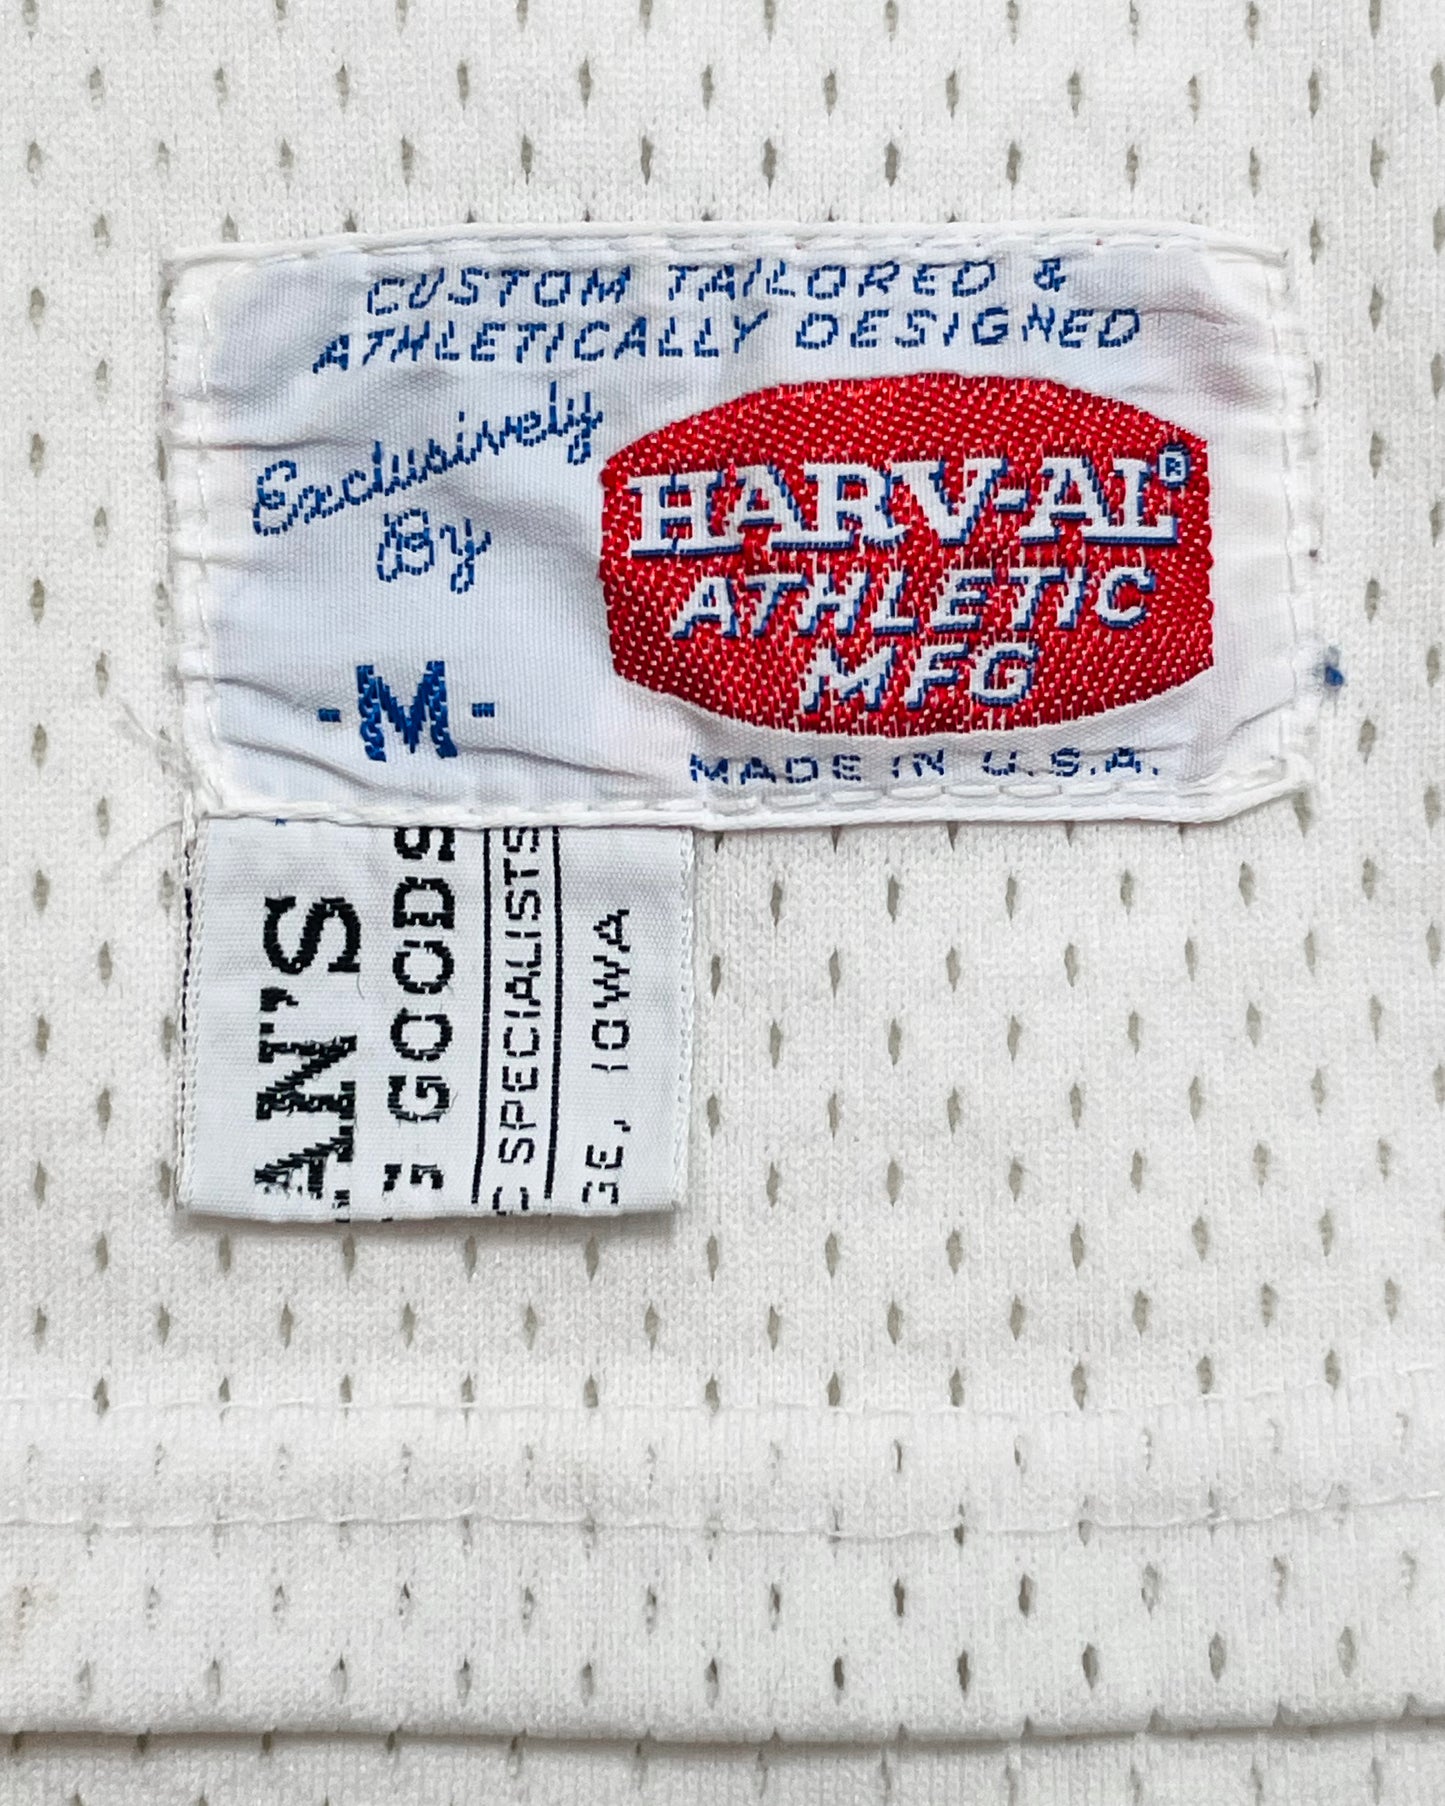 CUSTOM TAILORED &
ATHLETICALLY DESIGNED
Exclusively
By
HARV-AL®
ATHLETIC
MFG
-M-
MADE IN U.S.A.
AN'S
GOODS
C SPECIALISTS
GE, IOWA